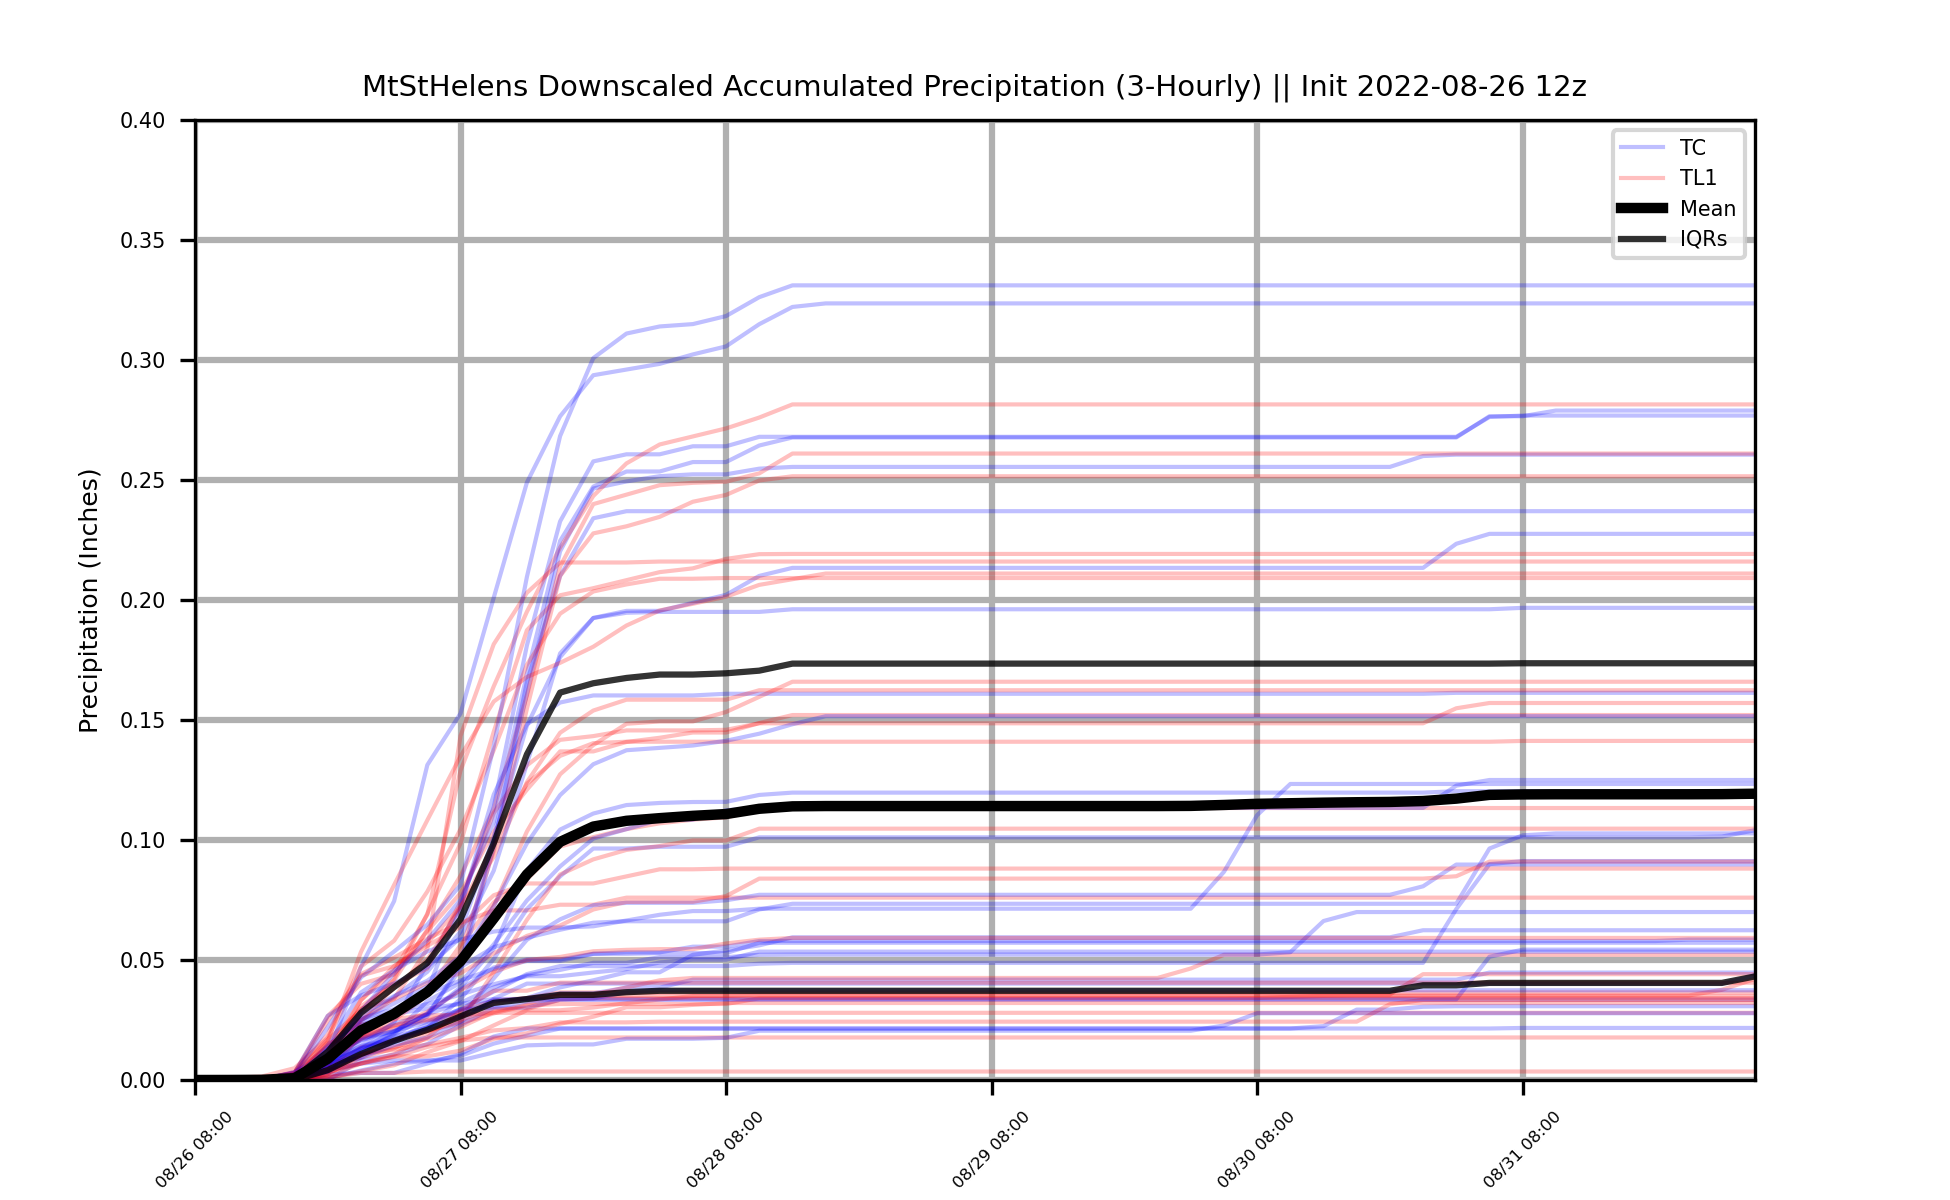 MtStHelens Downscaled Accumulated Precipitation (3-Hourly) || Init 2022-08-26 12z
Precipitation (Inches)
0.40
0.35
0.30
0.25
0.20
0.15
0.10
0.05
0.00
TC
TL1
Mean
IQRs
08/26 08:00
08/27 08:00
08/28 08:00
08/29 08:00
08/30 08:00
08/31 08:00